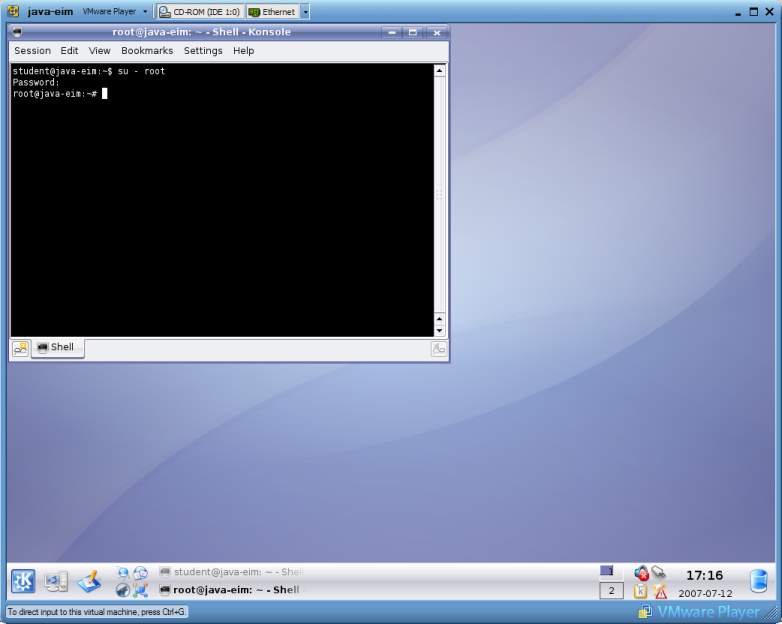 java-eim VMware Player CD-ROM (IDE 1:0) Ethernet
root@java-eim: ~ - Shell - Konsole
Session Edit View Bookmarks Settings Help
student@java-eim:~$ su - root
Password:
root@java-eim:~#
Shell
student@java-eim: ~ - Shel
root@java-eim: ~ - Shell
1
2
17:16
2007-07-12
To direct input to this virtual machine, press Ctrl+G.
VMware Player